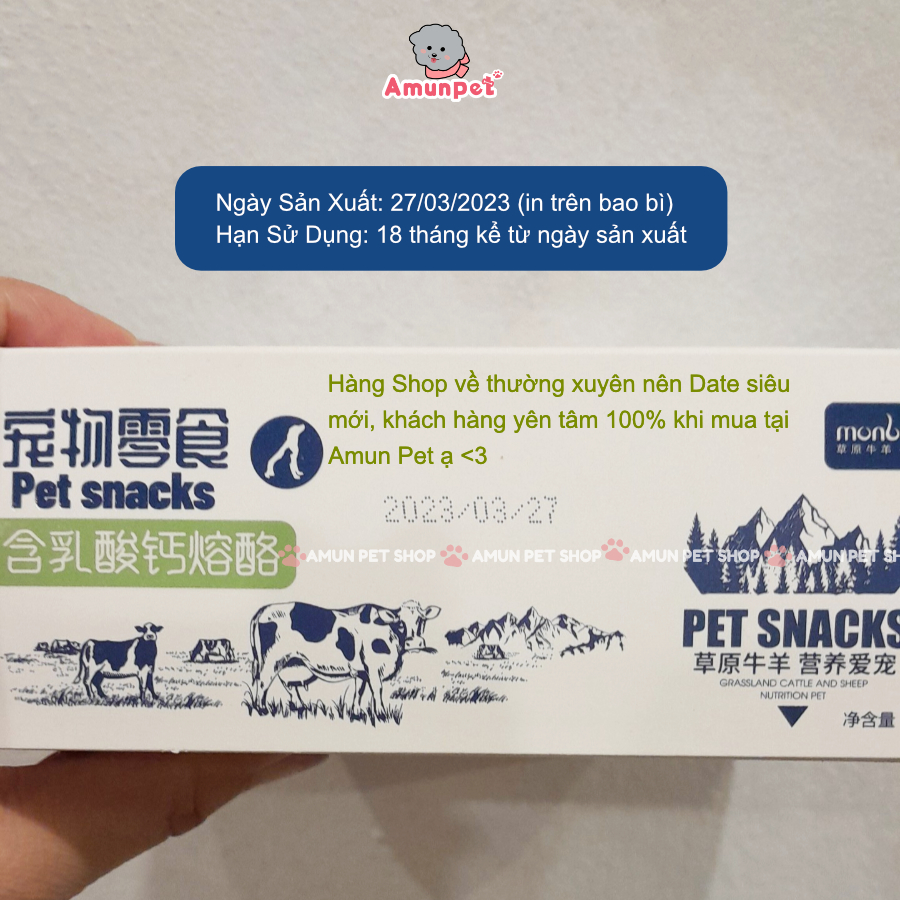 Amunpet
Ngày Sản Xuất: 27/03/2023 (in trên bao bì)
Hạn Sử Dụng: 18 tháng kể từ ngày sản xuất
Hàng Shop về thường xuyên nên Date siêu
mới, khách hàng yên tâm 100% khi mua tại
Amun Pet ạ <3
宠物零食
Pet snacks
含乳酸钙熔酪
2023/03/27
monb
草原牛羊
AMUN PET SHOP AMUN PET SHOP AMUN PET SHOP AMUN PET SH
PET SNACKS
草原牛羊 营养爱宠
GRASSLAND CATTLE AND SHEEP
NUTRITION PET
净含量